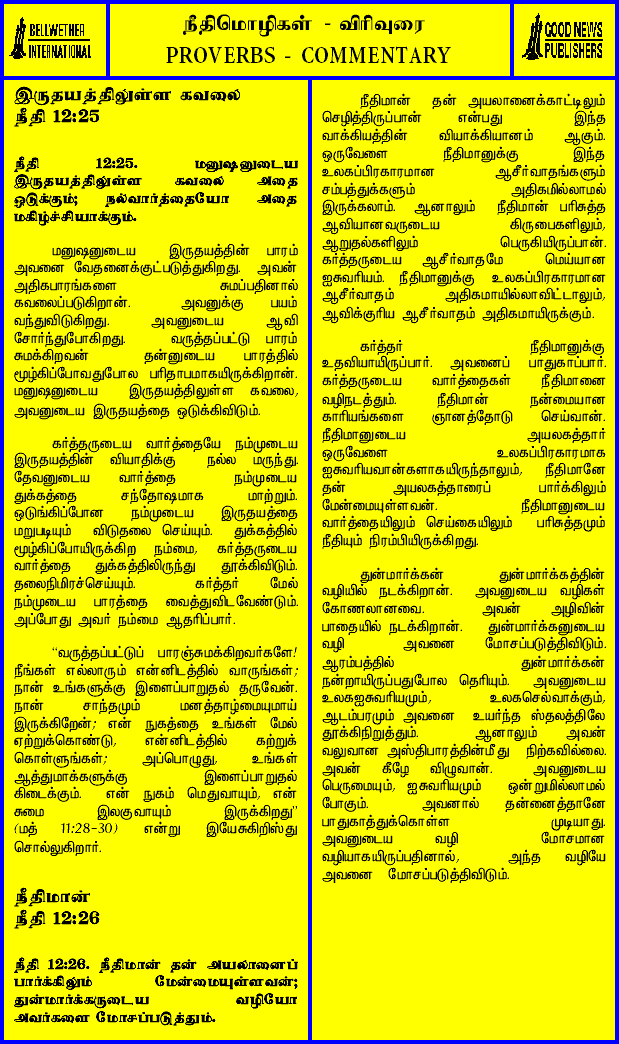 BELLWETHER
INTERNATIONAL
நீதிமொழிகள் - விரிவுரை
PROVERBS - COMMENTARY
GOOD NEWS
PUBLISHERS
இருதயத்திலுள்ள கவலை
நீதி 12:25
நீதி 12:25. மனுஷனுடைய
இருதயத்திலுள்ள கவலை அதை
ஒடுக்கும்; நல்வார்த்தையோ அதை
மகிழ்ச்சியாக்கும்.
மனுஷனுடைய இருதயத்தின் பாரம்
அவனை வேதனைக்குட்படுத்துகிறது. அவன்
அதிகபாரங்களை சுமப்பதினால்
கவலைப்படுகிறான். அவனுக்கு பயம்
வந்துவிடுகிறது. அவனுடைய ஆவி
சோர்ந்துபோகிறது. வருத்தப்பட்டு பாரம்
சுமக்கிறவன் தன்னுடைய பாரத்தில்
மூழ்கிப்போவதுபோல பரிதாபமாகயிருக்கிறான்.
மனுஷனுடைய இருதயத்திலுள்ள கவலை,
அவனுடைய இருதயத்தை ஒடுக்கிவிடும்.
கர்த்தருடைய வார்த்தையே நம்முடைய
இருதயத்தின் வியாதிக்கு நல்ல மருந்து.
தேவனுடைய வார்த்தை நம்முடைய
துக்கத்தை சந்தோஷமாக மாற்றும்.
ஒடுங்கிப்போன நம்முடைய இருதயத்தை
மறுபடியும் விடுதலை செய்யும். துக்கத்தில்
மூழ்கிப்போயிருக்கிற நம்மை, கர்த்தருடைய
வார்த்தை துக்கத்திலிருந்து தூக்கிவிடும்.
தலைநிமிரச்செய்யும். கர்த்தர் மேல்
நம்முடைய பாரத்தை வைத்துவிடவேண்டும்.
அப்போது அவர் நம்மை ஆதரிப்பார்.
"வருத்தப்பட்டுப் பாரஞ்சுமக்கிறவர்களே!
நீங்கள் எல்லாரும் என்னிடத்தில் வாருங்கள்;
நான் உங்களுக்கு இளைப்பாறுதல் தருவேன்.
நான் சாந்தமும் மனத்தாழ்மையுமாய்
இருக்கிறேன்; என் நுகத்தை உங்கள் மேல்
ஏற்றுக்கொண்டு, என்னிடத்தில் கற்றுக்
கொள்ளுங்கள்; அப்பொழுது, உங்கள்
ஆத்துமாக்களுக்கு இளைப்பாறுதல்
கிடைக்கும். என் நுகம் மெதுவாயும், என்
சுமை இலகுவாயும் இருக்கிறது"
(மத் 11:28-30) என்று இயேசுகிறிஸ்து
சொல்லுகிறார்.
நீதிமான்
நீதி 12:26
நீதி 12:26. நீதிமான் தன் அயலானைப்
பார்க்கிலும் மேன்மையுள்ளவன்;
துன்மார்க்கருடைய வழியோ
அவர்களை மோசப்படுத்தும்.
நீதிமான் தன் அயலானைக்காட்டிலும்
செழித்திருப்பான் என்பது இந்த
வாக்கியத்தின் வியாக்கியானம் ஆகும்.
ஒருவேளை நீதிமானுக்கு இந்த
உலகப்பிரகாரமான ஆசீர்வாதங்களும்
சம்பத்துக்களும் அதிகமில்லாமல்
இருக்கலாம். ஆனாலும் நீதிமான் பரிசுத்த
ஆவியானவருடைய கிருபைகளிலும்,
ஆறுதல்களிலும் பெருகியிருப்பான்.
கர்த்தருடைய ஆசீர்வாதமே மெய்யான
ஐசுவரியம். நீதிமானுக்கு உலகப்பிரகாரமான
ஆசீர்வாதம் அதிகமாயில்லாவிட்டாலும்,
ஆவிக்குரிய ஆசீர்வாதம் அதிகமாயிருக்கும்.
கர்த்தர் நீதிமானுக்கு
உதவியாயிருப்பார். அவனைப் பாதுகாப்பார்.
கர்த்தருடைய வார்த்தைகள் நீதிமானை
வழிநடத்தும். நீதிமான் நன்மையான
காரியங்களை ஞானத்தோடு செய்வான்.
நீதிமானுடைய அயலகத்தார்
ஒருவேளை உலகப்பிரகாரமாக
ஐசுவரியவான்களாகயிருந்தாலும், நீதிமானே
தன் அயலகத்தாரைப் பார்க்கிலும்
மேன்மையுள்ளவன். நீதிமானுடைய
வார்த்தையிலும் செய்கையிலும் பரிசுத்தமும்
நீதியும் நிரம்பியிருக்கிறது.
துன்மார்க்கன் துன்மார்க்கத்தின்
வழியில் நடக்கிறான். அவனுடைய வழிகள்
கோணலானவை. அவன் அழிவின்
பாதையில் நடக்கிறான். துன்மார்க்கனுடைய
வழி அவனை மோசப்படுத்திவிடும்.
ஆரம்பத்தில் துன்மார்க்கன்
நன்றாயிருப்பதுபோல தெரியும். அவனுடைய
உலகஐசுவரியமும், உலகசெல்வாக்கும்,
ஆடம்பரமும் அவனை உயர்ந்த ஸ்தலத்திலே
தூக்கிநிறுத்தும். ஆனாலும் அவன்
வலுவான அஸ்திபாரத்தின்மீது நிற்கவில்லை.
அவன் கீழே விழுவான். அவனுடைய
பெருமையும், ஐசுவரியமும் ஒன்றுமில்லாமல்
போகும். அவனால் தன்னைத்தானே
பாதுகாத்துக்கொள்ள முடியாது.
அவனுடைய வழி மோசமான
வழியாகயிருப்பதினால், அந்த வழியே
அவனை மோசப்படுத்திவிடும்.